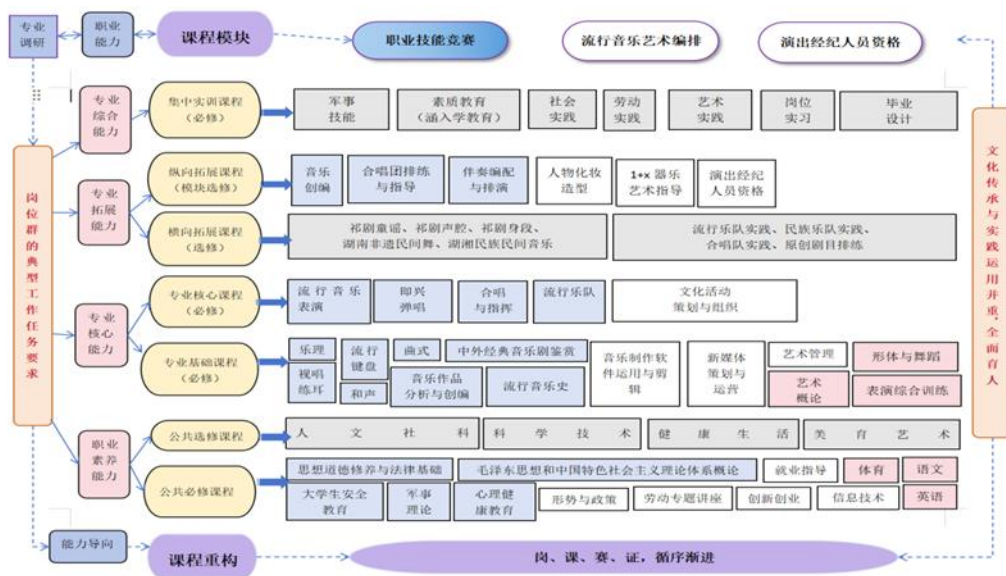 专业
调研
职业
能力
课程模块
职业技能竞赛
流行音乐艺术编排
演出经纪人员资格
岗位群的典型工作任务要求
专业
综合
能力
集中实训课程
(必修)
军事
技能
素质教育
(涵入学教育)
社会
实践
劳动
实践
艺术
实践
岗位
实习
毕业
设计
专业
拓展
能力
纵向拓展课程
(模块选修)
音乐
创编
合唱团排练
与指导
伴奏编配
与排演
人物化妆
造型
1+x 器乐
艺术指导
演出经纪
人员资格
横向拓展课程
(选修)
祁剧童谣、祁剧声腔、祁剧身段、
湖南非遗民间舞、湖湘民族民间音乐
流行乐队实践、民族乐队实践、
合唱队实践、原创剧目排练
专业
核心
能力
专业核心课程
(必修)
流行音乐
表演
即兴
弹唱
合唱
与指挥
流行乐队
文化活动
策划与组织
专业基础课程
(必修)
乐理
视唱
练耳
流行
键盘
和声
曲式
中外经典音乐剧鉴赏
音乐作品
分析与创编
流行音乐史
音乐制作软
件运用与剪
辑
新媒体
策划与
运营
艺术管理
艺术
概论
形体与舞蹈
表演综合训练
职业
素养
能力
公共选修课程
人文社科
科学技术
健康生活
美育艺术
公共必修课程
思想道德修养与法律基础
毛泽东思想和中国特色社会主义理论体系概论
就业指导
体育
语文
大学生安全
教育
军事
理论
心理健
康教育
形势与政策
劳动专题讲座
创新创业
信息技术
英语
文化传承与实践运用并重,全面育人
能力导向
课程重构
岗、课、赛、证,循序渐进